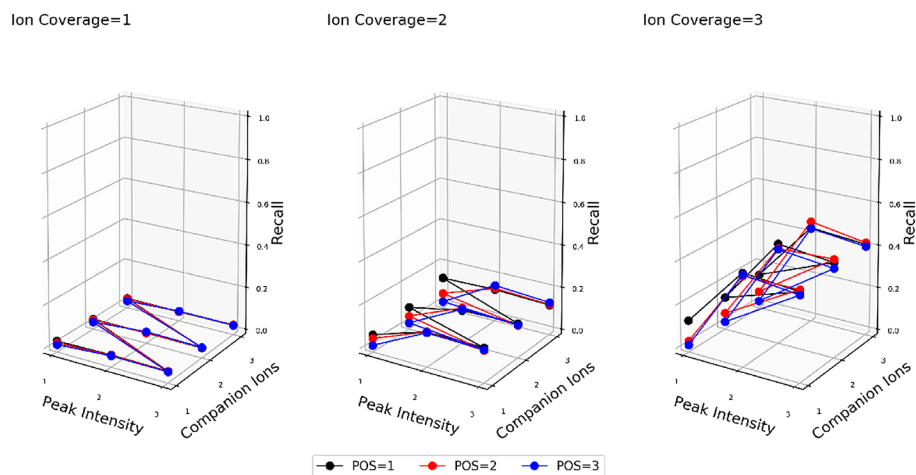 Ion Coverage=1
Ion Coverage=2
Ion Coverage=3
1.0
0.8
0.6
0.4
0.2
0.0
Recall
1
2
3
Peak Intensity
1
2
3
Companion Ions
1.0
0.8
0.6
0.4
0.2
0.0
Recall
1
2
3
Peak Intensity
1
2
3
Companion Ions
1.0
0.8
0.6
0.4
0.2
0.0
Recall
1
2
3
Peak Intensity
1
2
3
Companion Ions
POS=1 POS=2 POS=3